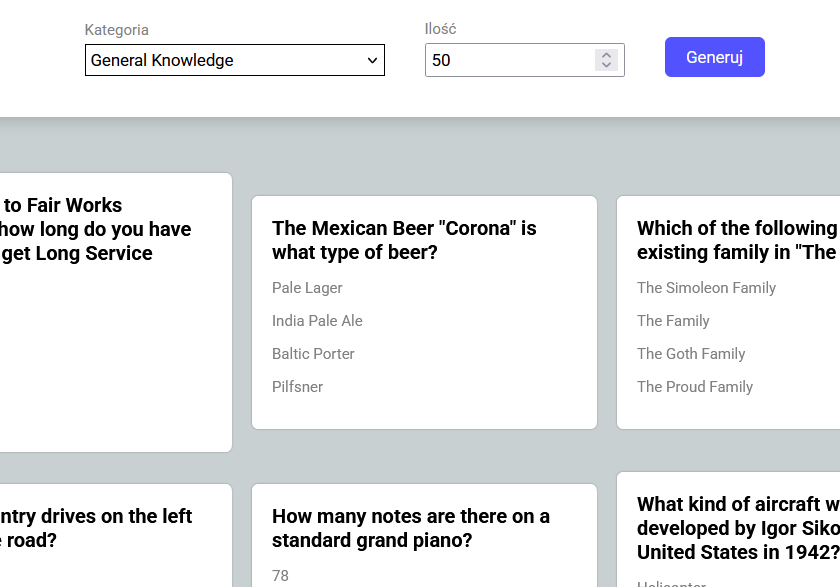 Kategoria
Ilość
General Knowledge
50
Generuj
to Fair Works
how long do you have
get Long Service
The Mexican Beer "Corona" is
what type of beer?
Pale Lager
India Pale Ale
Baltic Porter
Pilfsner
Which of the following
existing family in "The
The Simoleon Family
The Family
The Goth Family
The Proud Family
drives on the left
road?
How many notes are there on a
standard grand piano?
78
What kind of aircraft
developed by Igor
United States in 1942?